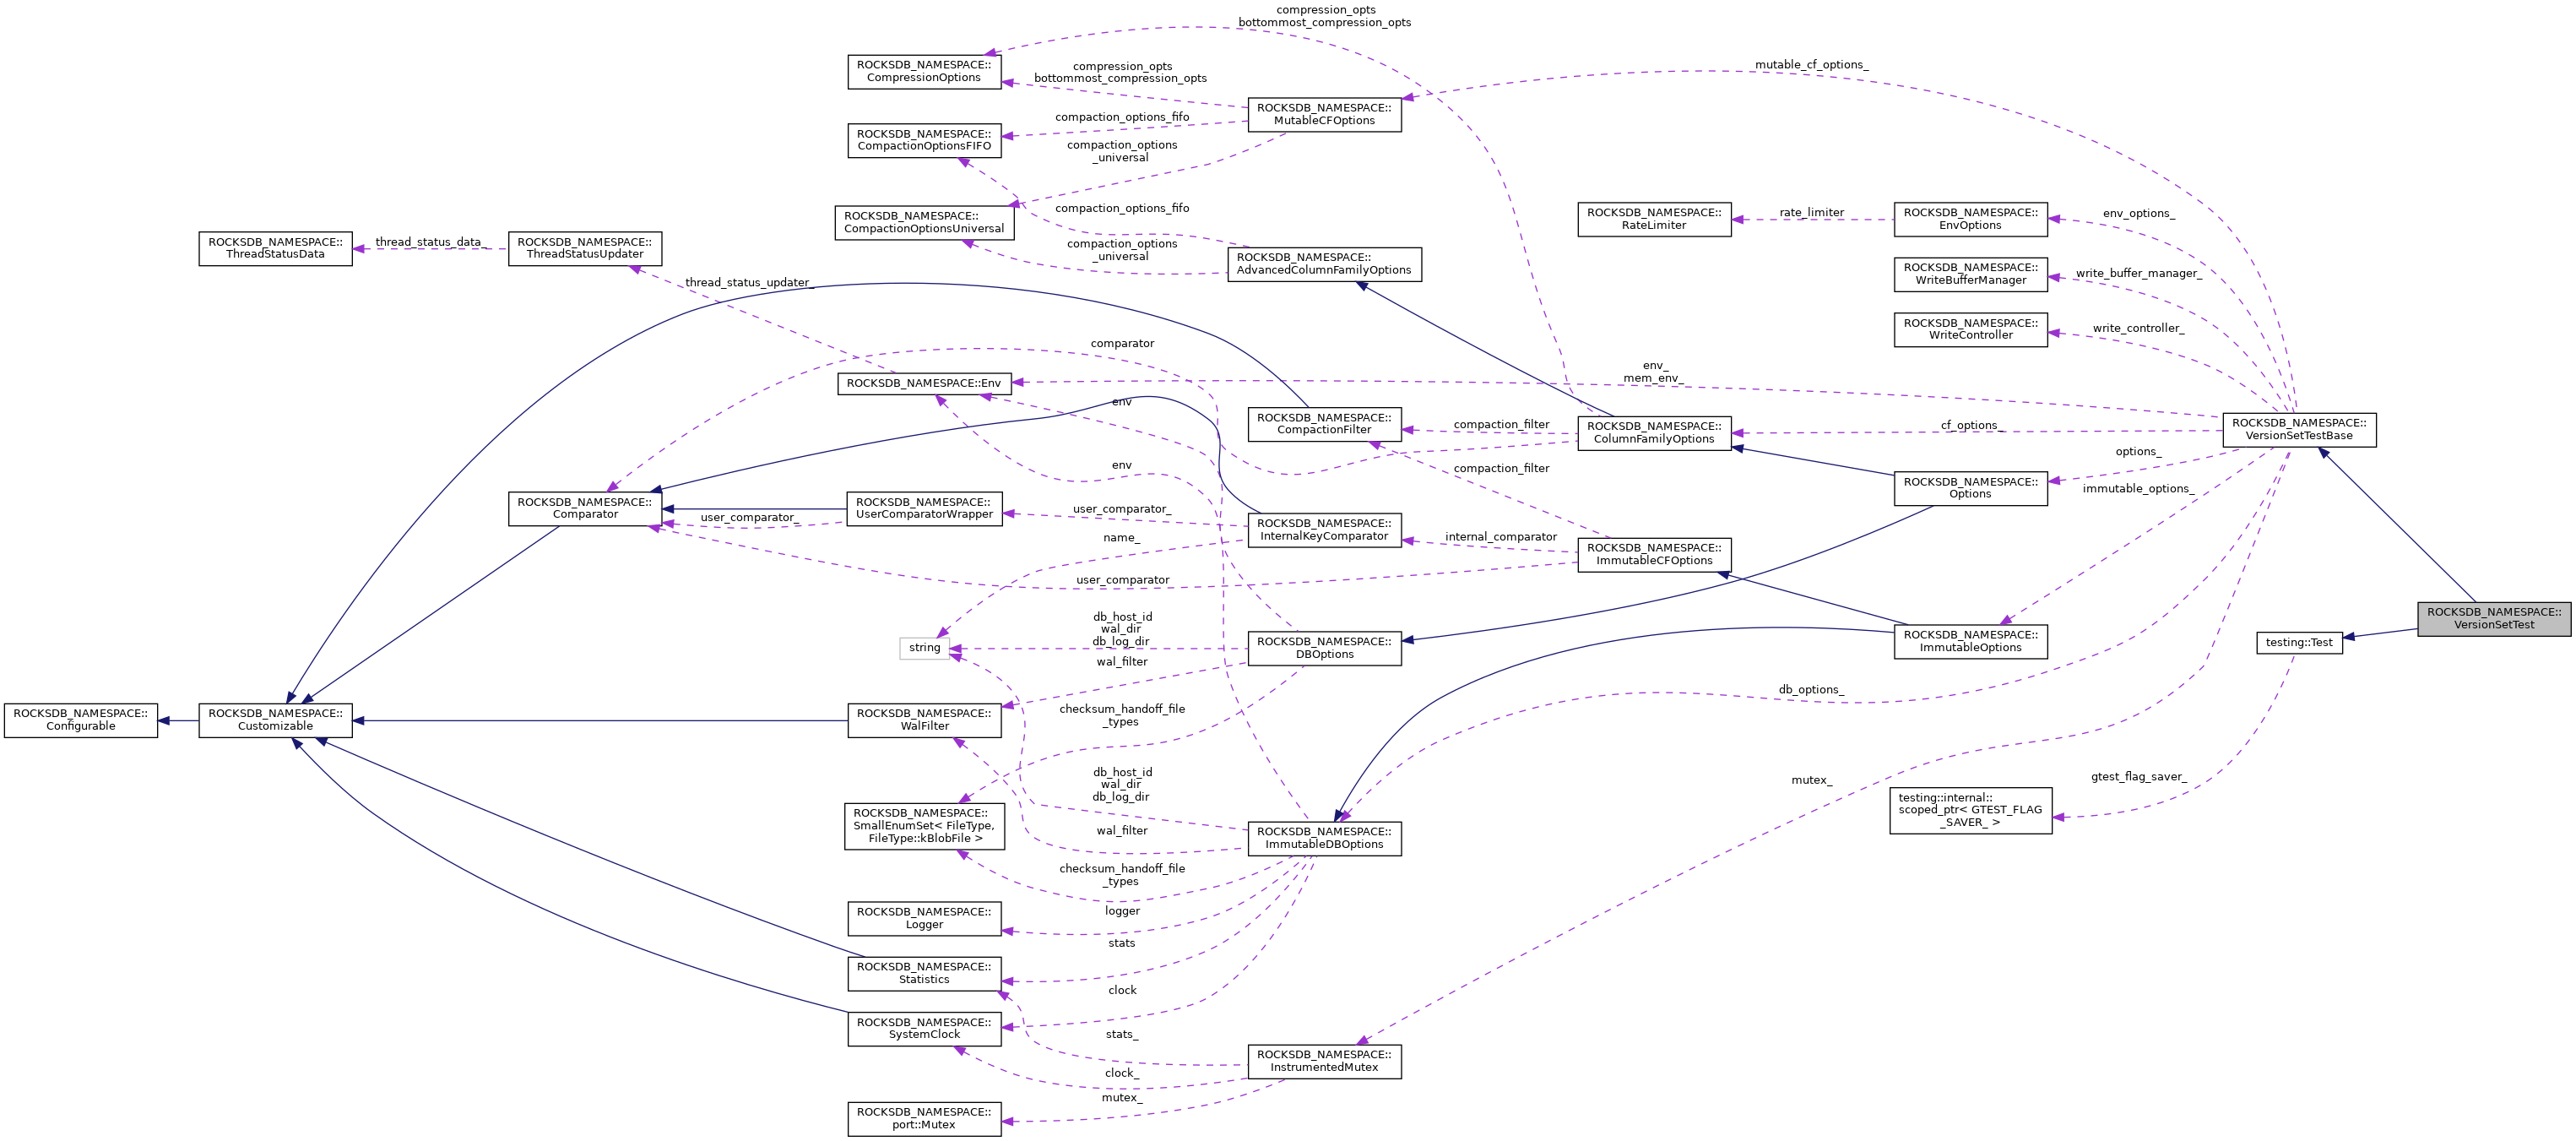 compression_opts
bottommost_compression_opts
ROCKSDB_NAMESPACE::
CompressionOptions
compression_opts
bottommost_compression_opts
mutable_cf_options_
ROCKSDB_NAMESPACE::
MutableCFOptions
compaction_options_fifo
ROCKSDB_NAMESPACE::
CompactionOptionsFIFO
compaction_options
_universal
ROCKSDB_NAMESPACE::
CompactionOptionsUniversal
compaction_options_fifo
ROCKSDB_NAMESPACE::
RateLimiter
rate_limiter
ROCKSDB_NAMESPACE::
EnvOptions
env_options_
ROCKSDB_NAMESPACE::
ThreadStatusData
thread_status_data_
ROCKSDB_NAMESPACE::
ThreadStatusUpdater
compaction_options
_universal
ROCKSDB_NAMESPACE::
AdvancedColumnFamilyOptions
ROCKSDB_NAMESPACE::
WriteBufferManager
write_buffer_manager_
thread_status_updater_
ROCKSDB_NAMESPACE::
WriteController
write_controller_
comparator
env_
mem_env_
ROCKSDB_NAMESPACE::Env
env
ROCKSDB_NAMESPACE::
CompactionFilter
compaction_filter
ROCKSDB_NAMESPACE::
ColumnFamilyOptions
cf_options_
ROCKSDB_NAMESPACE::
VersionSetTestBase
options_
env
compaction_filter
ROCKSDB_NAMESPACE::
Options
immutable_options_
ROCKSDB_NAMESPACE::
Comparator
user_comparator_
ROCKSDB_NAMESPACE::
UserComparatorWrapper
user_comparator_
ROCKSDB_NAMESPACE::
InternalKeyComparator
name_
internal_comparator
ROCKSDB_NAMESPACE::
ImmutableCFOptions
user_comparator
ROCKSDB_NAMESPACE::
VersionSetTest
db_host_id
wal_dir
db_log_dir
string
ROCKSDB_NAMESPACE::
DBOptions
ROCKSDB_NAMESPACE::
ImmutableOptions
testing::Test
wal_filter
db_options_
ROCKSDB_NAMESPACE::
Configurable
ROCKSDB_NAMESPACE::
Customizable
ROCKSDB_NAMESPACE::
WalFilter
checksum_handoff_file
_types
db_host_id
wal_dir
db_log_dir
mutex_
gtest_flag_saver_
testing::internal::
scoped_ptr< GTEST_FLAG
_SAVER_ >
ROCKSDB_NAMESPACE::
SmallEnumSet< FileType,
FileType::kBlobFile >
wal_filter
ROCKSDB_NAMESPACE::
ImmutableDBOptions
checksum_handoff_file
_types
ROCKSDB_NAMESPACE::
Logger
logger
stats
ROCKSDB_NAMESPACE::
Statistics
clock
ROCKSDB_NAMESPACE::
SystemClock
stats_
ROCKSDB_NAMESPACE::
InstrumentedMutex
clock_
mutex_
ROCKSDB_NAMESPACE::
port::Mutex